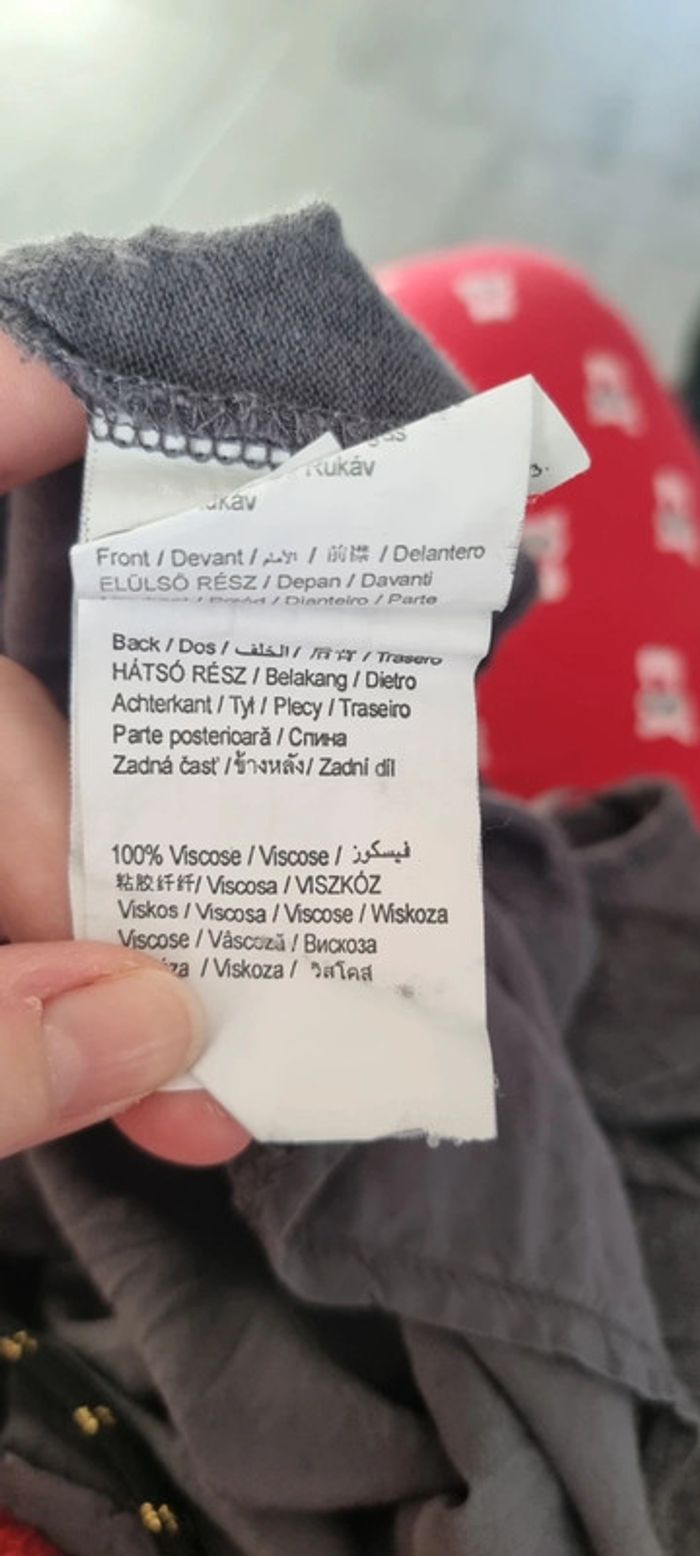 Rukáv
Front / Devant / الأمام / 前襟 / Delantero
ELÜLSŐ RÉSZ / Depan / Davanti
/ Dianteiro / Parte
Back / Dos / الخلف / Trasero
HÁTSÓ RÉSZ / Belakang / Dietro
Achterkant / Tył / Plecy / Traseiro
Parte posterioară / Спина
Zadná časť / ข้างหลัง / Zadní díl
100% Viscose / Viscose / فيسكوز
粘胶纤纤/ Viscosa / VISZKÓZ
Viskos / Viscosa / Viscose / Wiskoza
Viscose / Vâscoză / Вискоза
/ Viskoza / วิสโคส